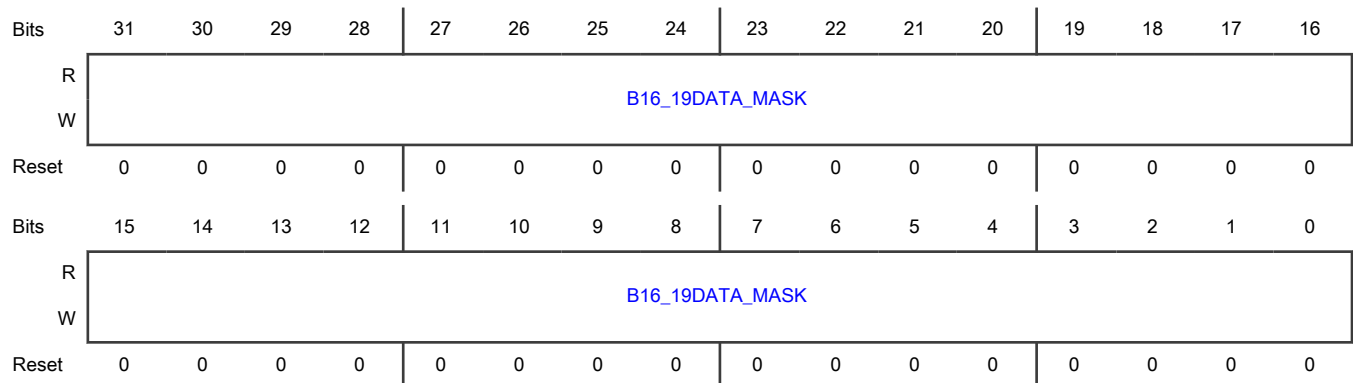 Bits 31 30 29 28 27 26 25 24 23 22 21 20 19 18 17 16
R
B16_19DATA_MASK
W
Reset 0 0 0 0 0 0 0 0 0 0 0 0 0 0 0 0
Bits 15 14 13 12 11 10 9 8 7 6 5 4 3 2 1 0
R
B16_19DATA_MASK
W
Reset 0 0 0 0 0 0 0 0 0 0 0 0 0 0 0 0